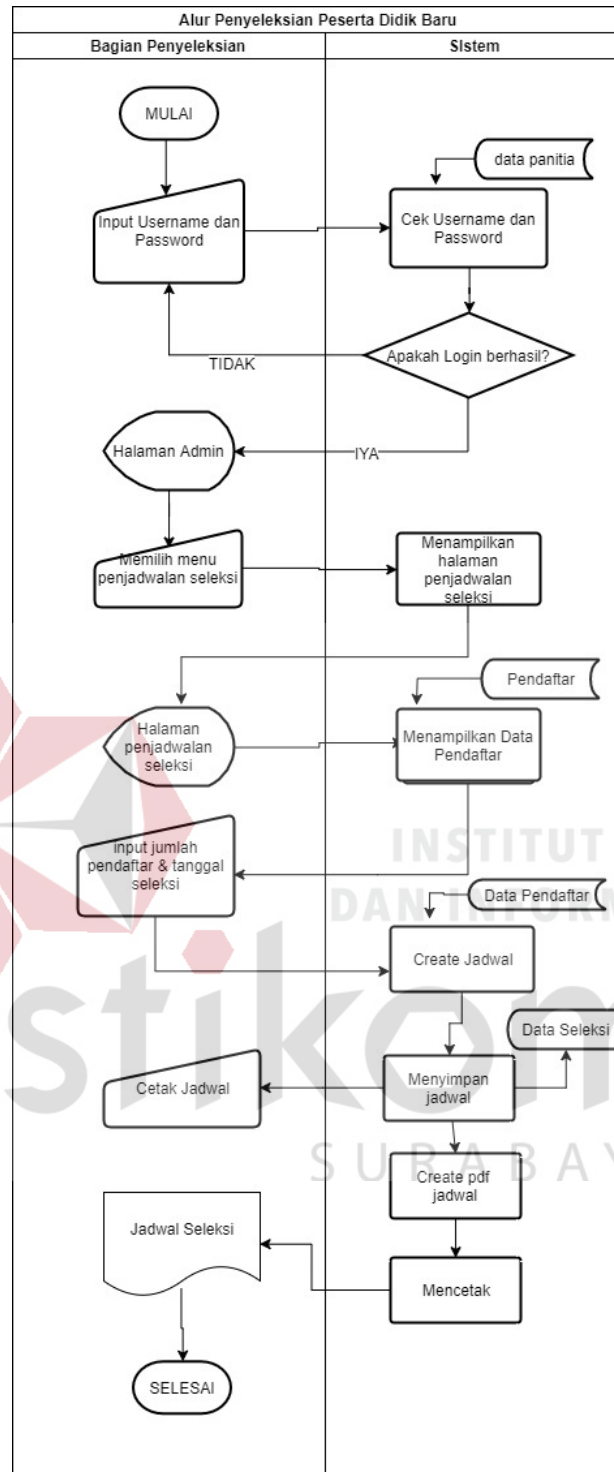 Alur Penyeleksian Peserta Didik Baru
Bagian Penyeleksian
Sistem
MULAI
data panitia
Input Username dan
Password
Cek Username dan
Password
Apakah Login berhasil?
TIDAK
Halaman Admin
IYA
Memilih menu
penjadwalan seleksi
Menampilkan
halaman
penjadwalan
seleksi
Pendaftar
Halaman
penjadwalan
seleksi
Menampilkan Data
Pendaftar
input jumlah
pendaftar & tanggal
seleksi
INSTITUT
DAN INFORM
Data Pendaftar
Create Jadwal
stikom
Data Seleksi
Cetak Jadwal
Menyimpan
jadwal
SURABAY
Create pdf
jadwal
Jadwal Seleksi
Mencetak
SELESAI